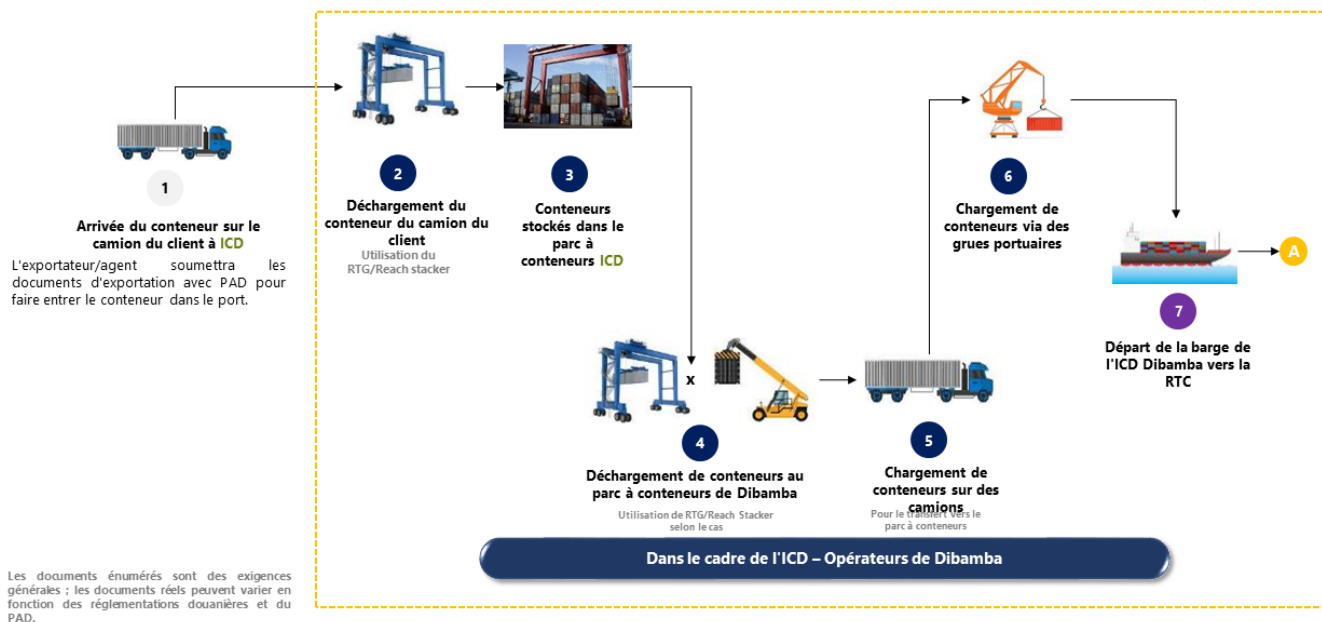 1
Arrivée du conteneur sur le
camion du client à ICD
L'exportateur/agent soumettra les
documents d'exportation avec PAD pour
faire entrer le conteneur dans le port.
2
Déchargement du
conteneur du camion du
client
Utilisation du
RTG/Reach stacker
3
Conteneurs
stockés dans le
parc à
conteneurs ICD
x
4
Déchargement de conteneurs au
parc à conteneurs de Dibamba
Utilisation de RTG/Reach Stacker
selon le cas
5
Chargement de
conteneurs sur des
camions
Pour le transfert vers le
parc à conteneurs
6
Chargement de
conteneurs via des
grues portuaires
7
Départ de la barge de
l'ICD Dibamba vers la
RTC
A
Dans le cadre de l'ICD – Opérateurs de Dibamba
Les documents énumérés sont des exigences
générales ; les documents réels peuvent varier en
fonction des réglementations douanières et du
PAD.